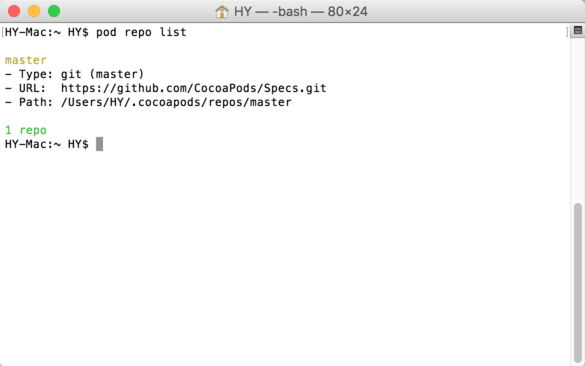 HY — -bash — 80×24
[HY-Mac:~ HY$ pod repo list ]
master
- Type: git (master)
- URL:  https://github.com/CocoaPods/Specs.git
- Path: /Users/HY/.cocoapods/repos/master
1 repo
HY-Mac:~ HY$